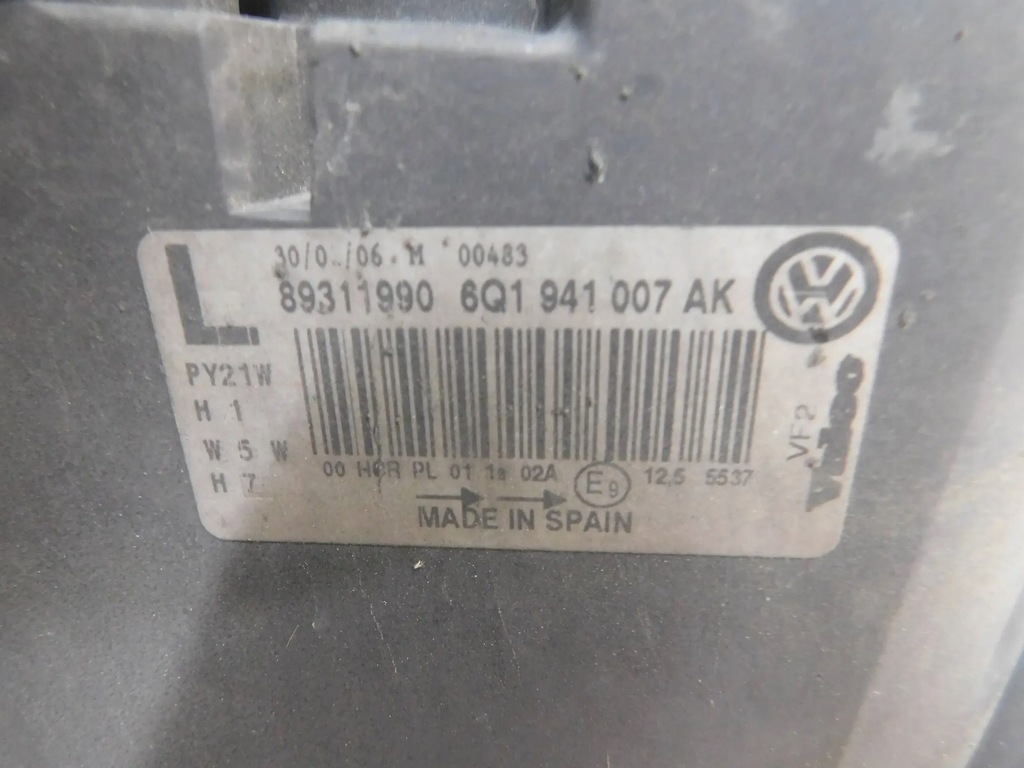 L
30/0 /06 M 00483
89311990 6Q1 941 007 AK
PY21W
H 1
W 5 W
H 7
00 HCR PL 01 1a 02A E9 12,5 5537
MADE IN SPAIN
VF2
Valeo